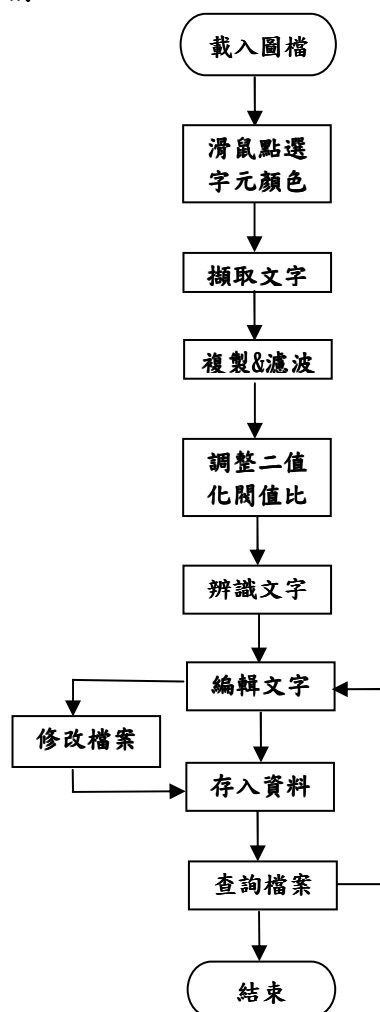 載入圖檔
滑鼠點選
字元顏色
擷取文字
複製&濾波
調整二值
化閥值比
辨識文字
編輯文字
修改檔案
存入資料
查詢檔案
結束